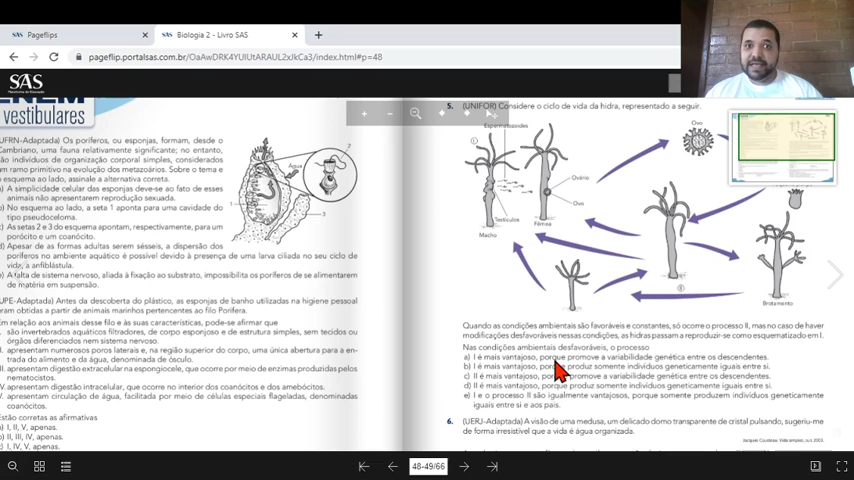 SAS Pageflips
SAS Biologia 2 - Livro SAS
pageflip.portalsas.com.br/OaAwDRK4YUIUtARAUL2xJkCa3/index.html#p=48
SAS
ENEM
vestibulares
UFRN-Adaptada) Os poríferos, ou esponjas, formam, desde o
Cambriano, uma fauna relativamente significante; no entanto,
são indivíduos de organização corporal simples, considerados
um ramo primitivo na evolução dos metazoários. Sobre o tema e
o esquema ao lado, assinale a alternativa correta.
a) A simplicidade celular das esponjas deve-se ao fato de esses
animais não apresentarem reprodução sexuada.
No esquema ao lado, a seta 1 aponta para uma cavidade do
tipo pseudoceloma.
As setas 2 e 3 do esquema apontam, respectivamente, para um
porócito e um coanócito.
Apesar de as formas adultas serem sésseis, a dispersão dos
poríferos no ambiente aquático é possível devido à presença de uma larva ciliada no seu ciclo de
vida, a anfiblástula.
A falta de sistema nervoso, aliada à fixação ao substrato, impossibilita os poríferos de se alimentarem
de matéria em suspensão.
Água
1
2
3
UPE-Adaptada) Antes da descoberta do plástico, as esponjas de banho utilizadas na higiene pessoal
eram obtidas a partir de animais marinhos pertencentes ao filo Porifera.
Em relação aos animais desse filo e às suas características, pode-se afirmar que
são invertebrados aquáticos filtradores, de corpo esponjoso e de estrutura simples, sem tecidos ou
órgãos diferenciados nem sistema nervoso.
apresentam numerosos poros laterais e, na região superior do corpo, uma única abertura para a en-
trada do alimento e da água, denominada de ósculo.
apresentam digestão extracelular na espongiocele, que ocorre por meio de enzimas produzidas pelos
nematocistos.
apresentam digestão intracelular, que ocorre no interior dos coanócitos e dos amebócitos.
apresentam circulação de água, facilitada por meio de células especiais flageladas, denominadas
coanócitos.
Estão corretas as afirmativas
I, II, V, apenas.
II, III, IV, apenas.
I, IV, V, apenas.
5. (UNIFOR) Considere o ciclo de vida da hidra, representado a seguir.
Espermatozoides
I
Ovário
Ovo
Testículos
Macho
Fêmea
Ovo
II
Brotamento
Quando as condições ambientais são favoráveis e constantes, só ocorre o processo II, mas no caso de haver
modificações desfavoráveis nessas condições, as hidras passam a reproduzir-se como esquematizado em I.
Nas condições ambientais desfavoráveis, o processo
a) I é mais vantajoso, porque promove a variabilidade genética entre os descendentes.
b) I é mais vantajoso, porque produz somente indivíduos geneticamente iguais entre si.
c) II é mais vantajoso, porque promove a variabilidade genética entre os descendentes.
d) II é mais vantajoso, porque produz somente indivíduos geneticamente iguais entre si.
e) I e o processo II são igualmente vantajosos, porque somente produzem indivíduos geneticamente
iguais entre si e aos pais.
6. (UERJ-Adaptada) A visão de uma medusa, um delicado domo transparente de cristal pulsando, sugeriu-me
de forma irresistível que a vida é água organizada.
Jacques Cousteau. Vida simples, out. 2003.
48-49/66